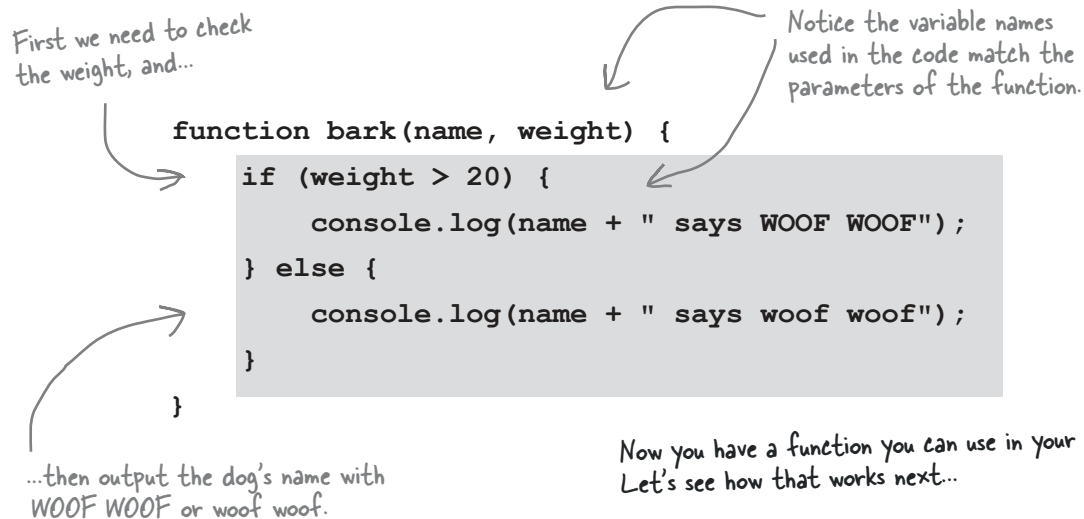 First we need to check
the weight, and...
Notice the variable names
used in the code match the
parameters of the function.
function bark(name, weight) {
if (weight > 20) {
console.log(name + " says WOOF WOOF");
} else {
console.log(name + " says woof woof");
}
}
...then output the dog's name with
WOOF WOOF or woof woof.
Now you have a function you can use in your
Let's see how that works next...